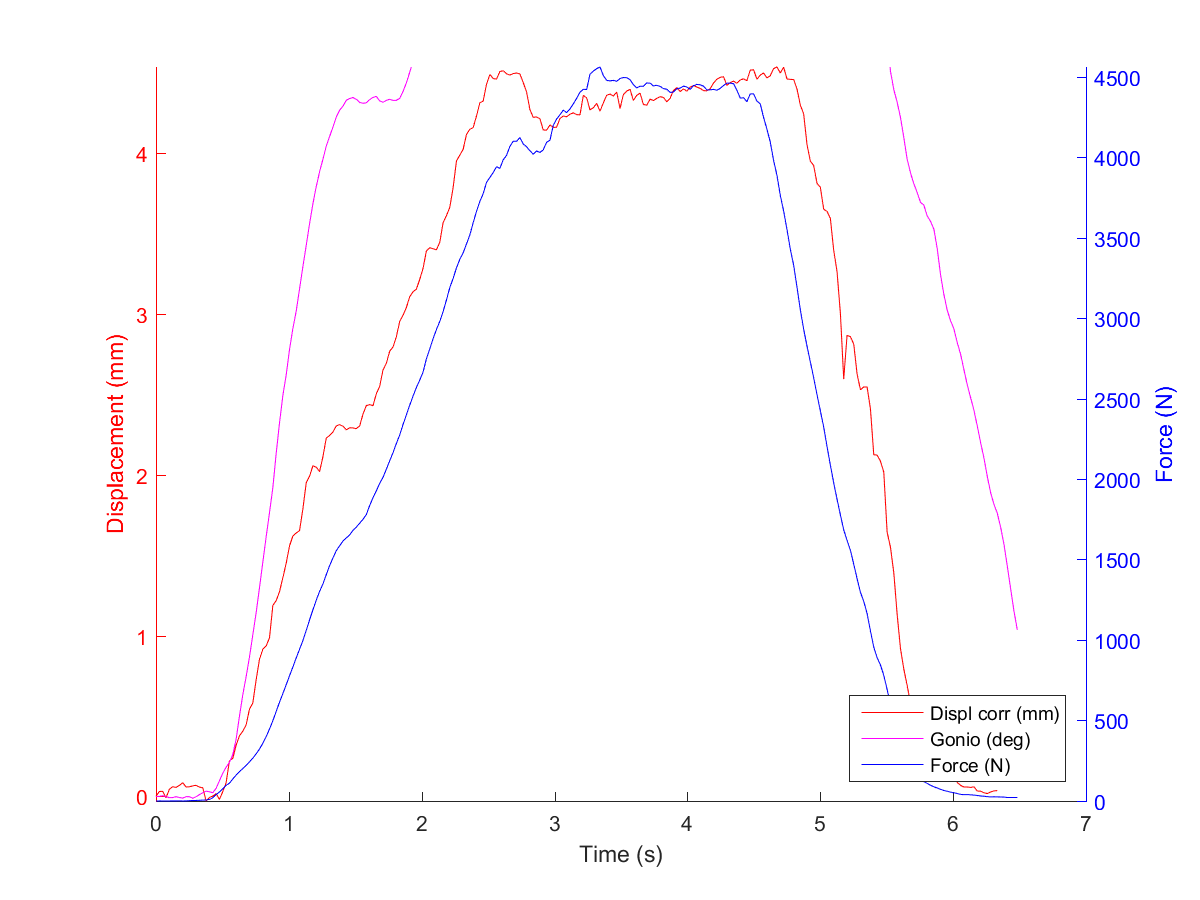 4
3
2
1
0
Displacement (mm)
4500
4000
3500
3000
2500
2000
1500
1000
500
0
Force (N)
Displ corr (mm)
Gonio (deg)
Force (N)
0 1 2 3 4 5 6 7
Time (s)